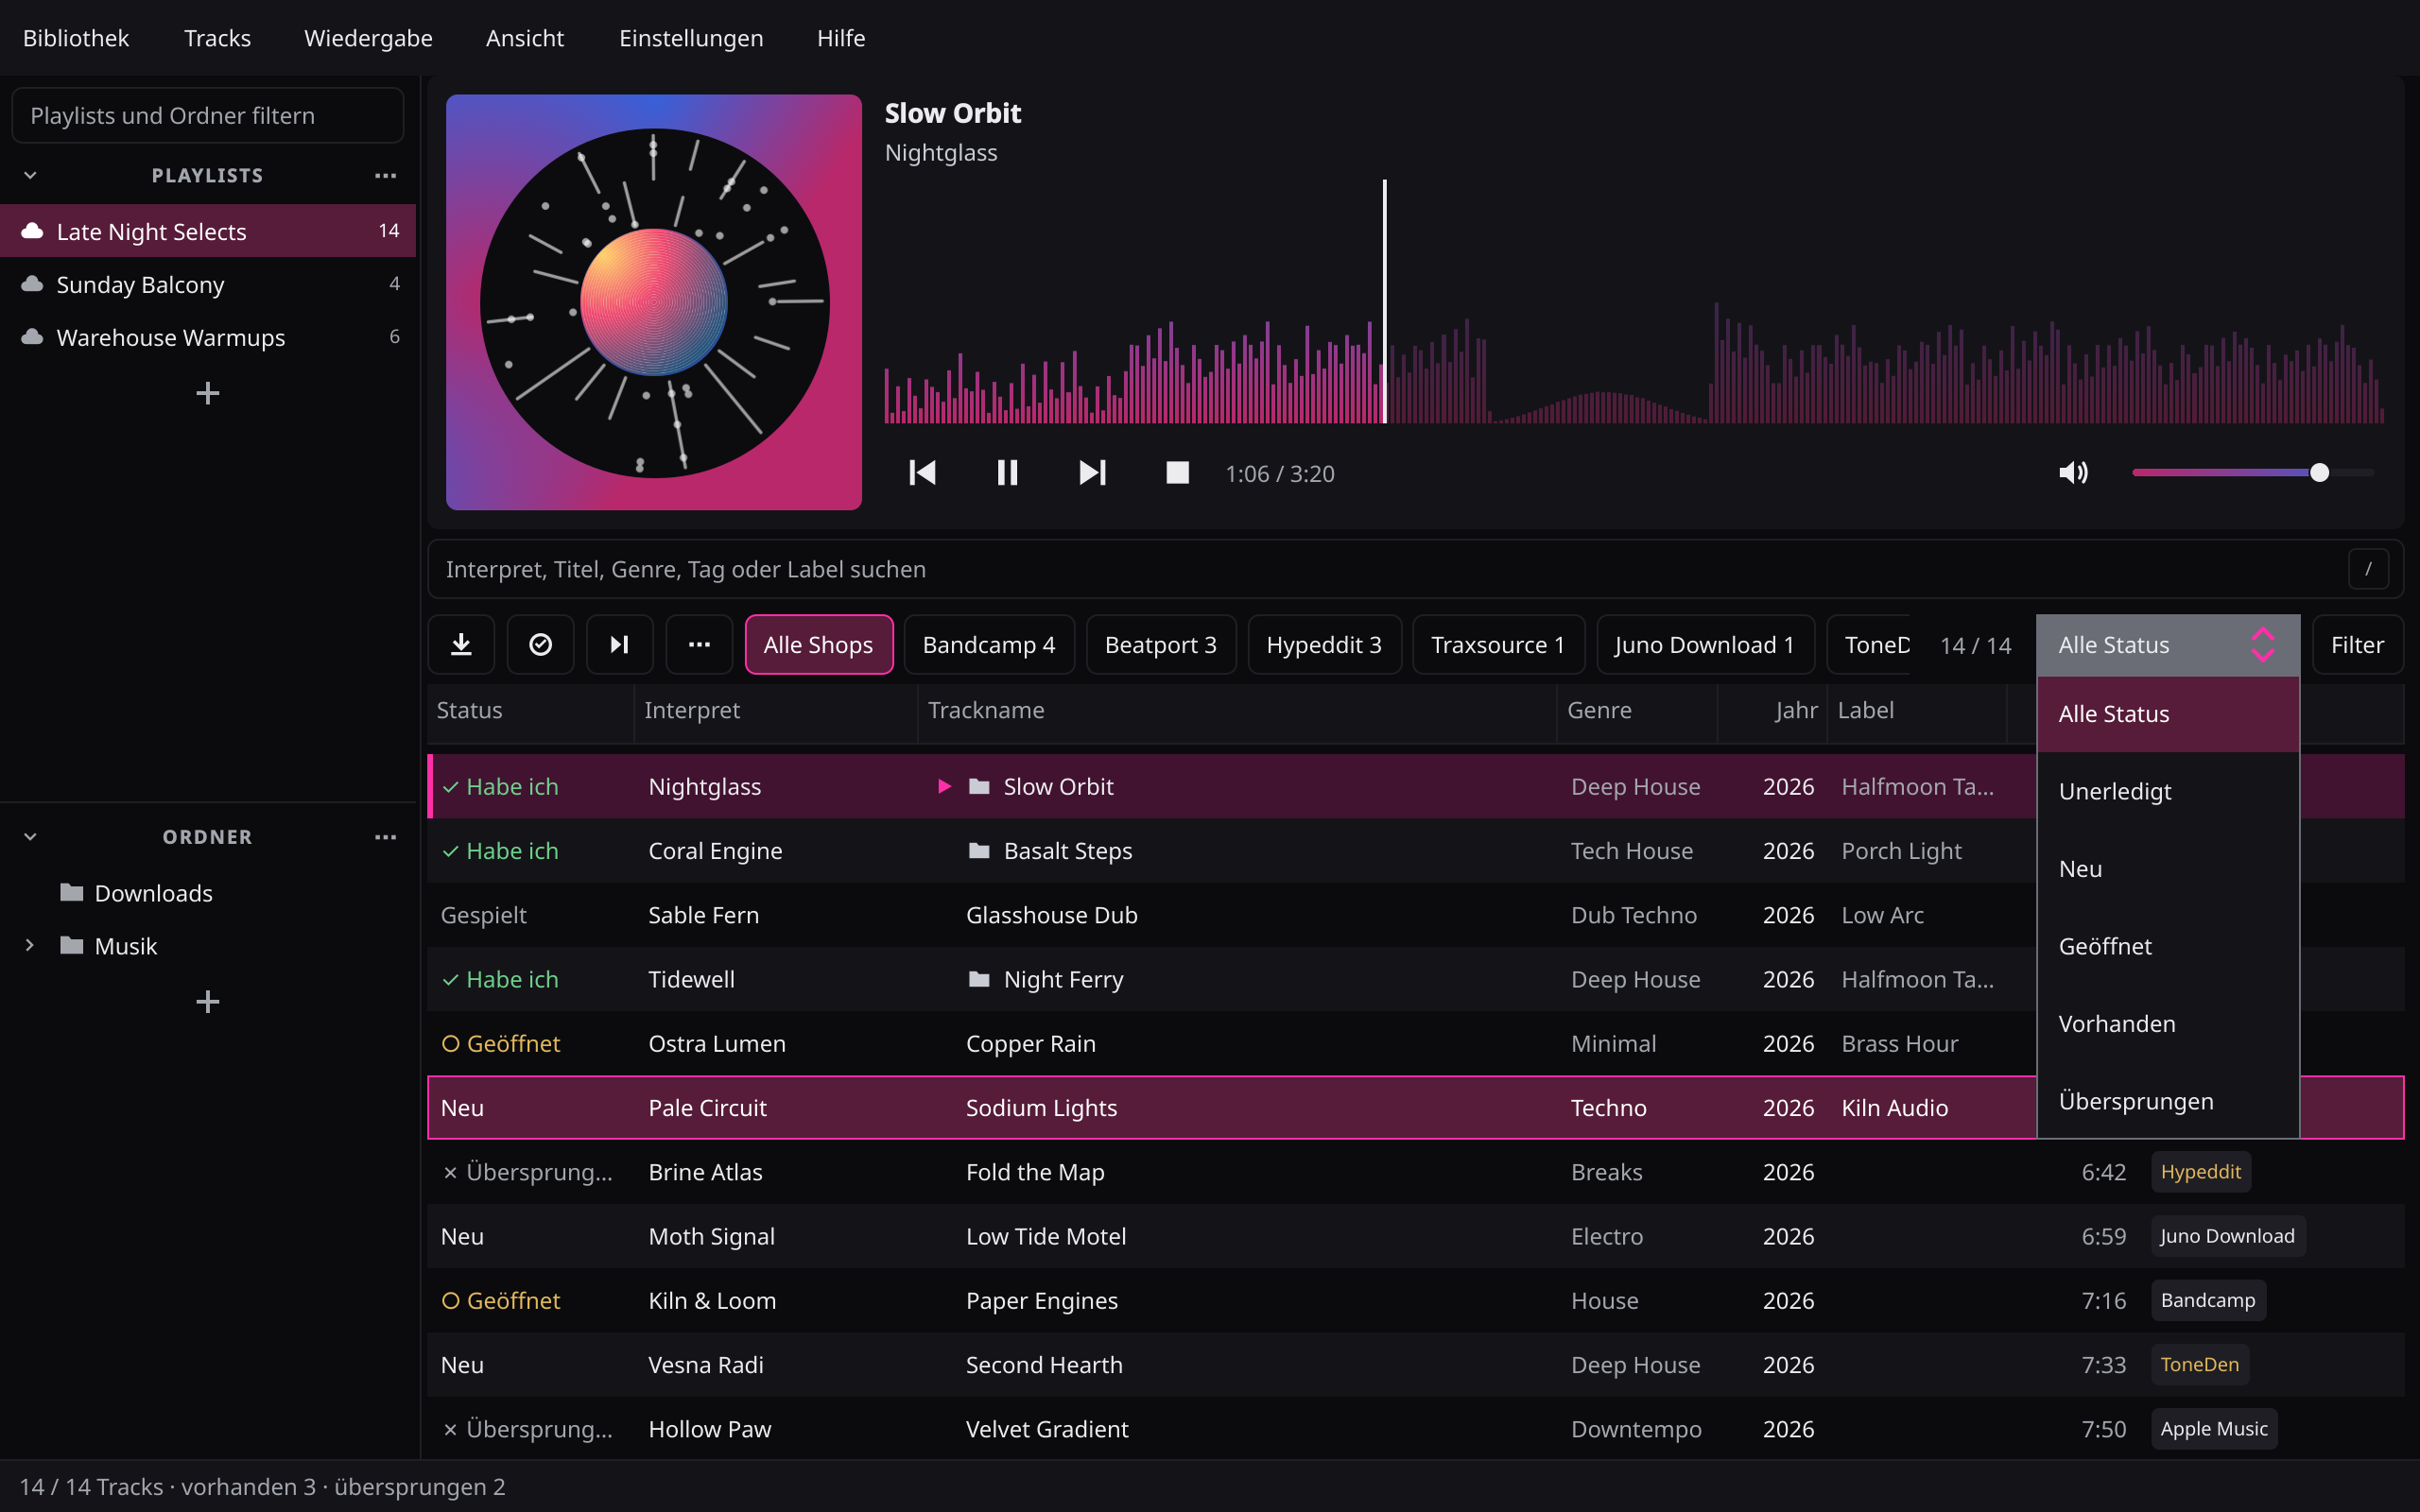 Bibliothek Tracks Wiedergabe Ansicht Einstellungen Hilfe
Playlists und Ordner filtern
PLAYLISTS
Late Night Selects 14
Sunday Balcony 4
Warehouse Warmups 6
ORDNER
Downloads
Musik
Slow Orbit
Nightglass
1:06 / 3:20
Interpret, Titel, Genre, Tag oder Label suchen /
Alle Shops Bandcamp 4 Beatport 3 Hypeddit 3 Traxsource 1 Juno Download 1 ToneD 14 / 14 Alle Status Filter
Status Interpret Trackname Genre Jahr Label
Habe ich Nightglass Slow Orbit Deep House 2026 Halfmoon Ta...
Habe ich Coral Engine Basalt Steps Tech House 2026 Porch Light
Gespielt Sable Fern Glasshouse Dub Dub Techno 2026 Low Arc
Habe ich Tidewell Night Ferry Deep House 2026 Halfmoon Ta...
Geöffnet Ostra Lumen Copper Rain Minimal 2026 Brass Hour
Neu Pale Circuit Sodium Lights Techno 2026 Kiln Audio
Übersprung... Brine Atlas Fold the Map Breaks 2026 6:42 Hypeddit
Neu Moth Signal Low Tide Motel Electro 2026 6:59 Juno Download
Geöffnet Kiln & Loom Paper Engines House 2026 7:16 Bandcamp
Neu Vesna Radi Second Hearth Deep House 2026 7:33 ToneDen
Übersprung... Hollow Paw Velvet Gradient Downtempo 2026 7:50 Apple Music
Alle Status
Unerledigt
Neu
Geöffnet
Vorhanden
Übersprungen
14 / 14 Tracks · vorhanden 3 · übersprungen 2